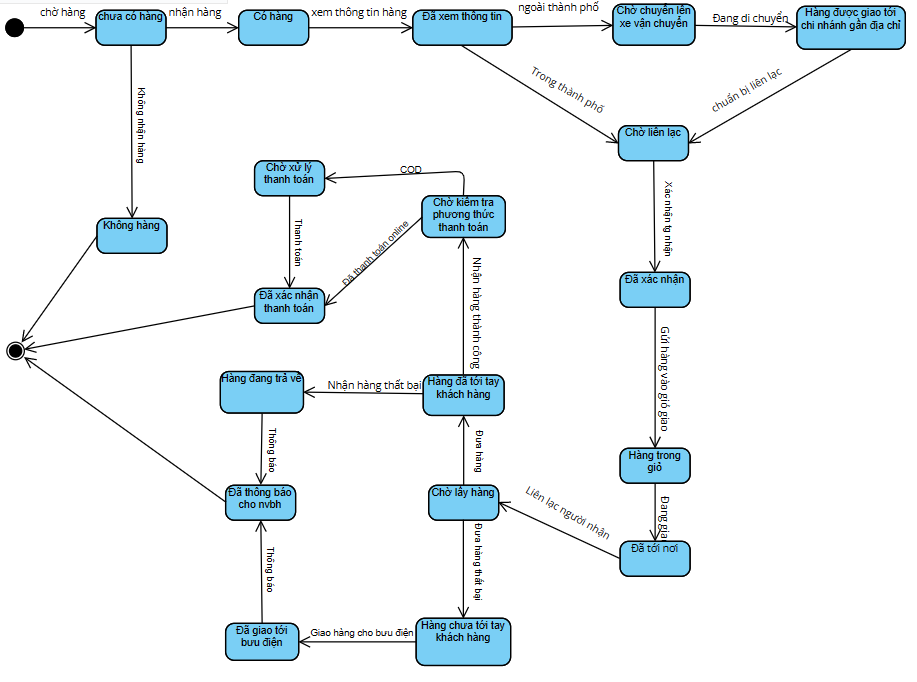 chờ hàng
chưa có hàng
nhận hàng
Có hàng
xem thông tin hàng
Đã xem thông tin
ngoài thành phố
Chờ chuyển lên
xe vận chuyển
Đang di chuyển
Hàng được giao tới
chi nhánh gần địa chỉ
Không nhận hàng
Trong thành phố
chuẩn bị liên lạc
Chờ liên lạc
Chờ xử lý
thanh toán
COD
Chờ kiểm tra
phương thức
thanh toán
Xác nhận tg nhận
Không hàng
Thanh toán
Đã thanh toán online
Nhận hàng thành công
Đã xác nhận
Đã xác nhận
thanh toán
Gửi hàng vào giỏ giao
Hàng đang trả về
Nhận hàng thất bại
Hàng đã tới tay
khách hàng
Thông báo
Đưa hàng
Hàng trong
giỏ
Đã thông báo
cho nvbh
Chờ lấy hàng
Liên lạc người nhận
Đang giao
Đã tới nơi
Thông báo
Đưa hàng thất bại
Đã giao tới
bưu điện
Giao hàng cho bưu điện
Hàng chưa tới tay
khách hàng